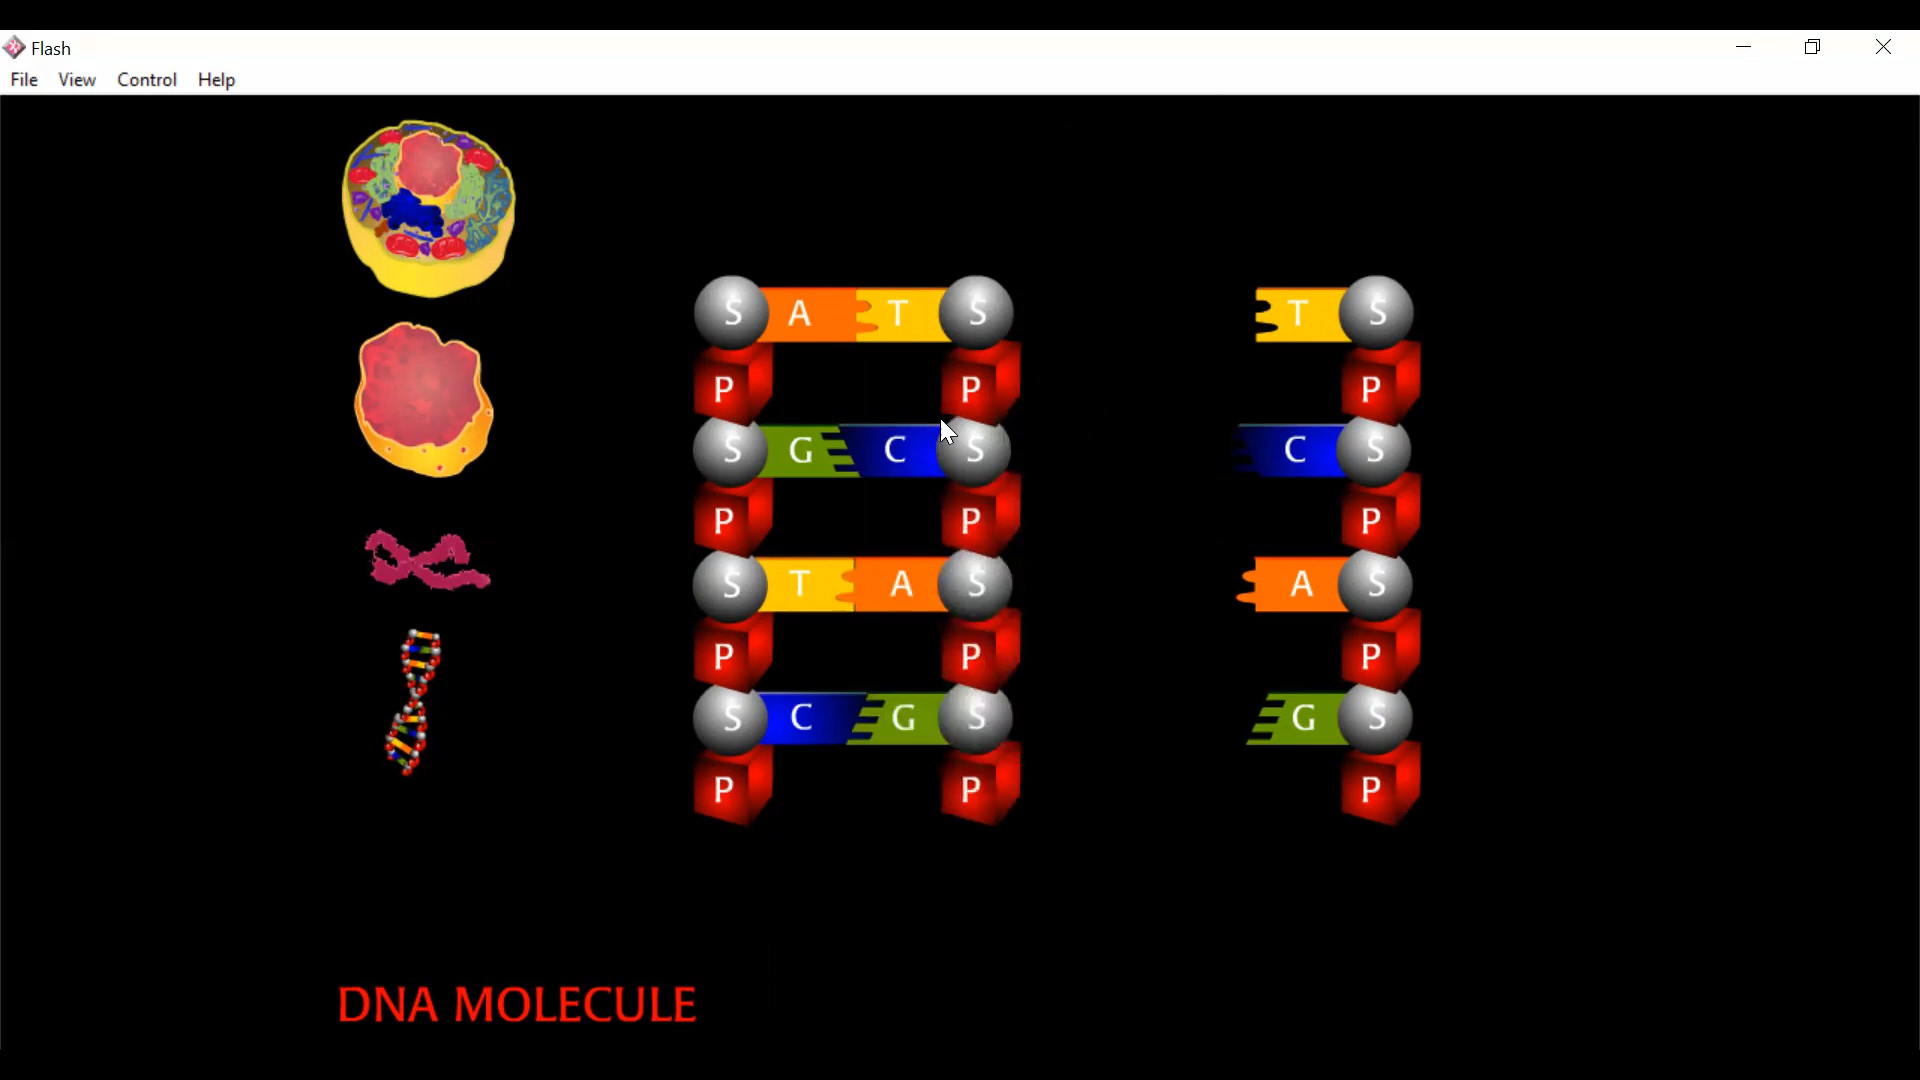 Flash
File View Control Help
S A T S T S
P P P
S G C S C S
P P P
S T A S A S
P P P
S C G S G S
P P P
DNA MOLECULE